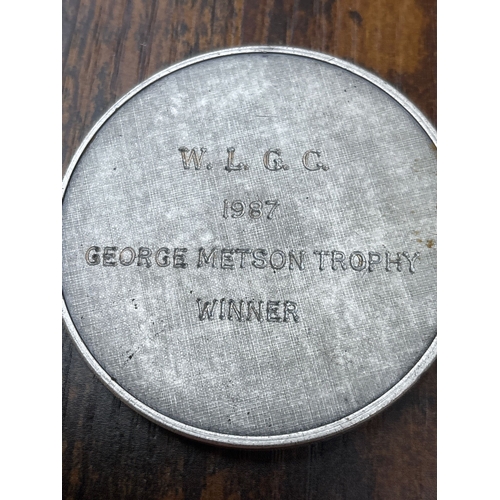 W. L. G. C.
1987
GEORGE METSON TROPHY
WINNER